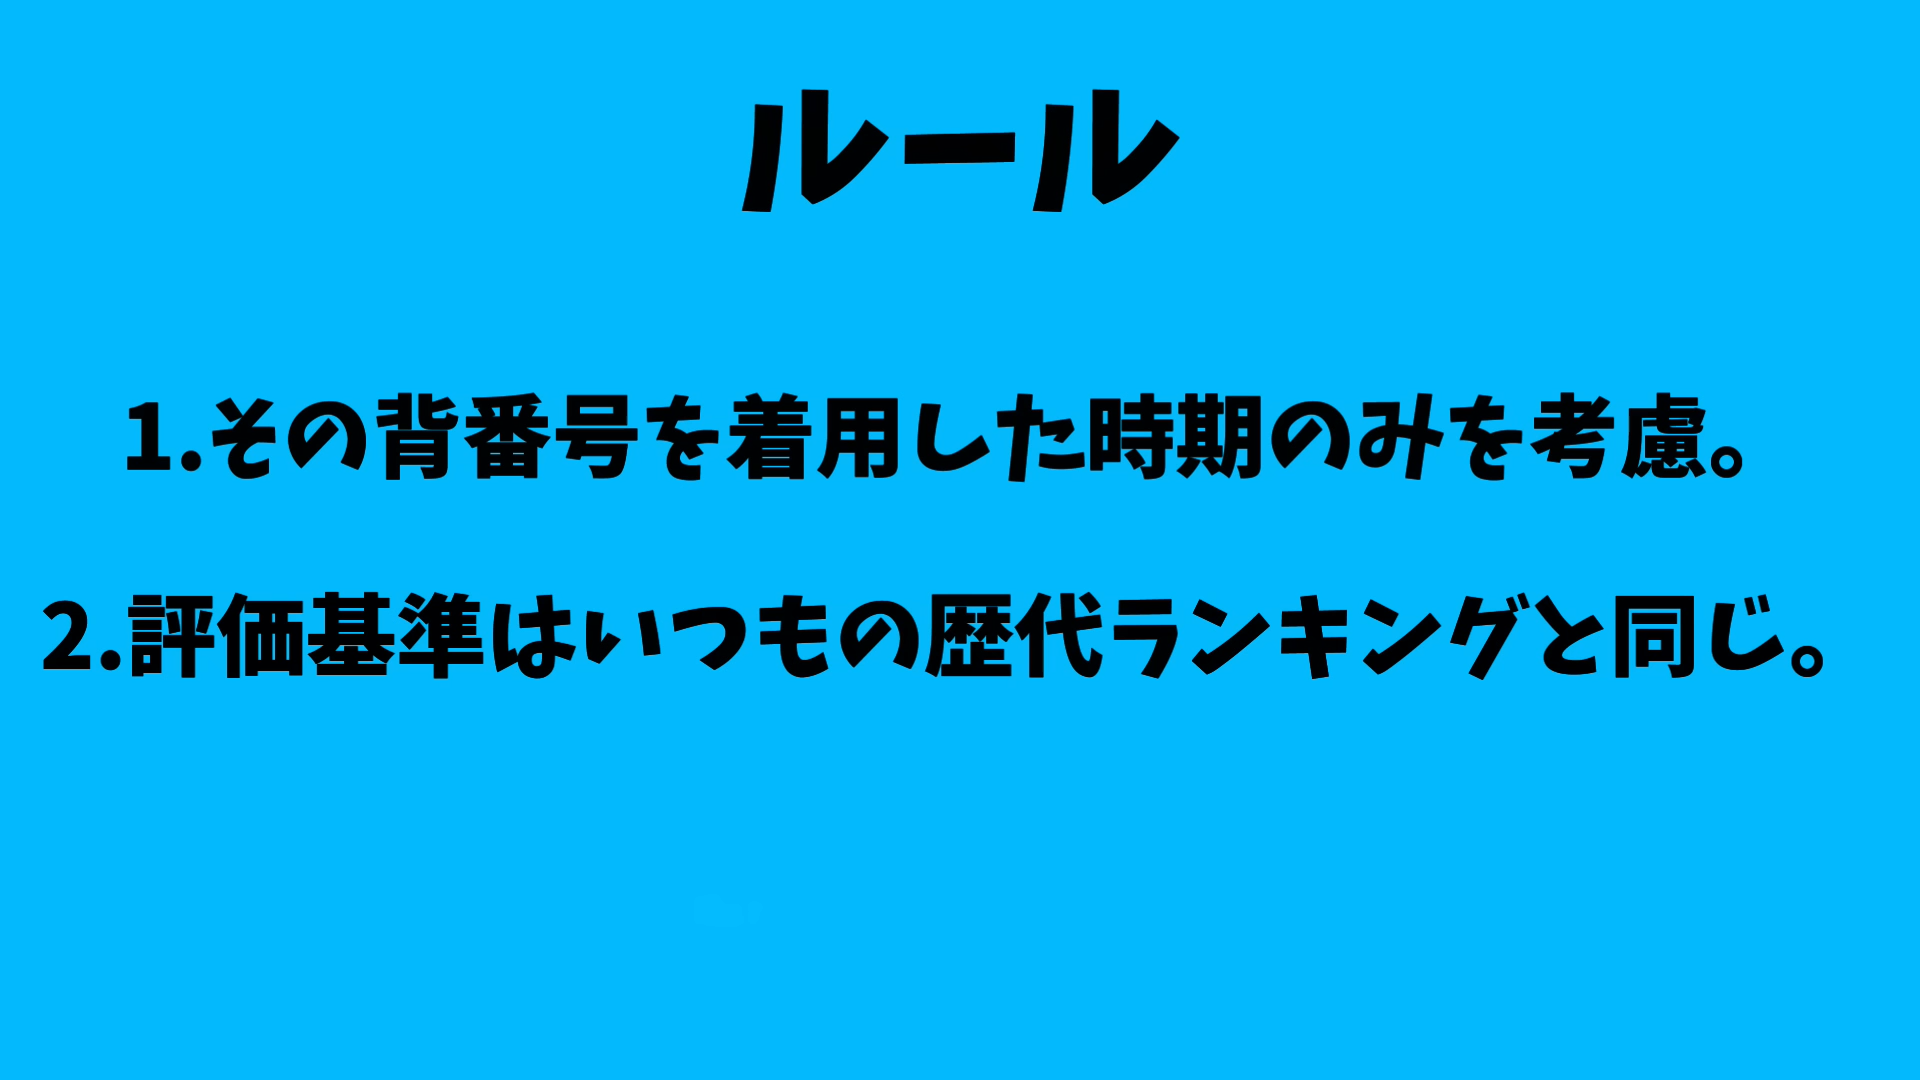 ルール
1.その背番号を着用した時期のみを考慮。
2.評価基準はいつもの歴代ランキングと同じ。